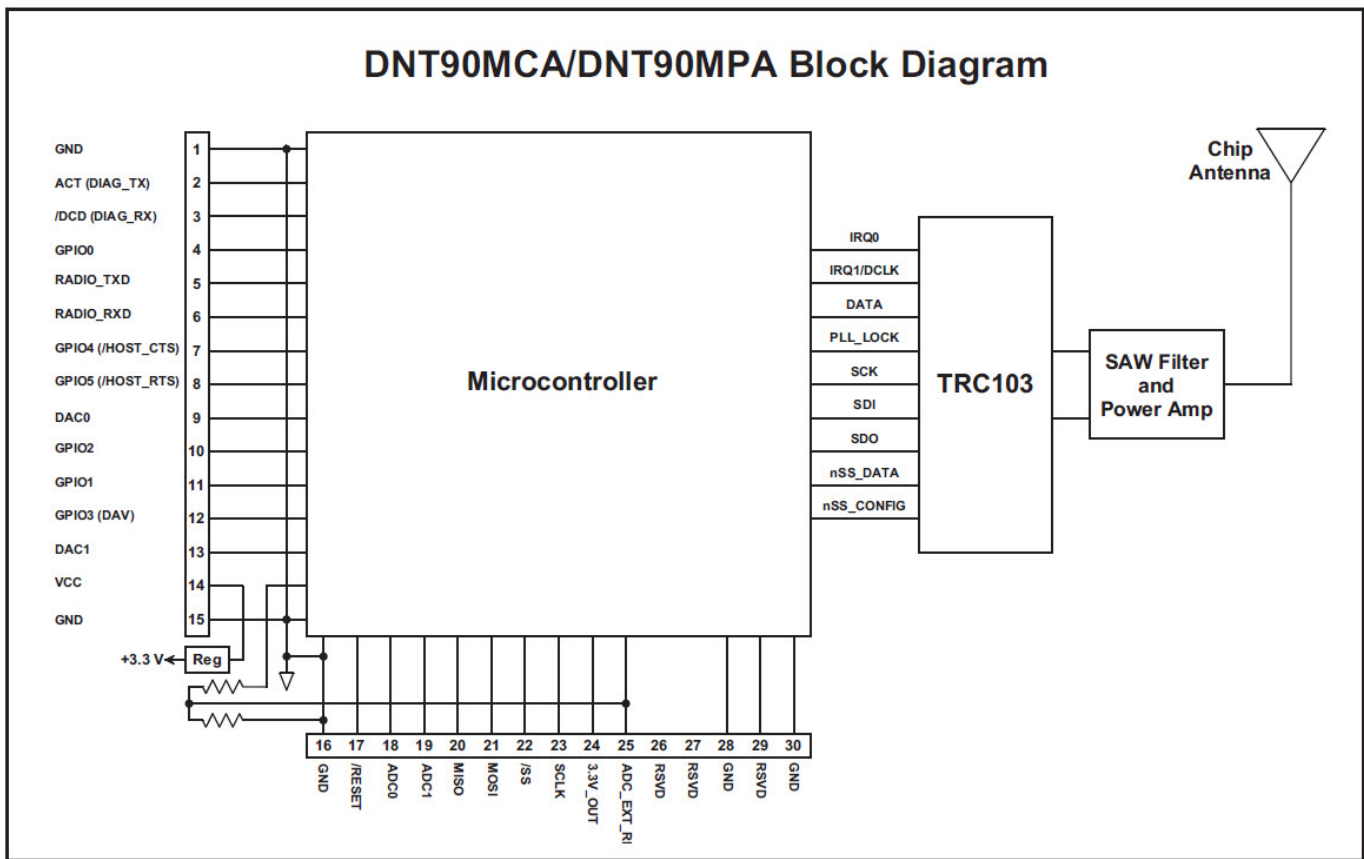 DNT90MCA/DNT90MPA Block Diagram
GND 1
ACT (DIAG_TX) 2
/DCD (DIAG_RX) 3
GPIO0 4
RADIO_TXD 5
RADIO_RXD 6
GPIO4 (/HOST_CTS) 7
GPIO5 (/HOST_RTS) 8
DAC0 9
GPIO2 10
GPIO1 11
GPIO3 (DAV) 12
DAC1 13
VCC 14
GND 15
+3.3 V
Reg
Microcontroller
IRQ0
IRQ1/DCLK
DATA
PLL_LOCK
SCK
SDI
SDO
nSS_DATA
nSS_CONFIG
TRC103
SAW Filter
and
Power Amp
Chip
Antenna
16 17 18 19 20 21 22 23 24 25 26 27 28 29 30
GND
/RESET
ADC0
ADC1
MISO
MOSI
/SS
SCLK
3.3V_OUT
ADC_EXT_RI
RSVD
RSVD
GND
RSVD
GND